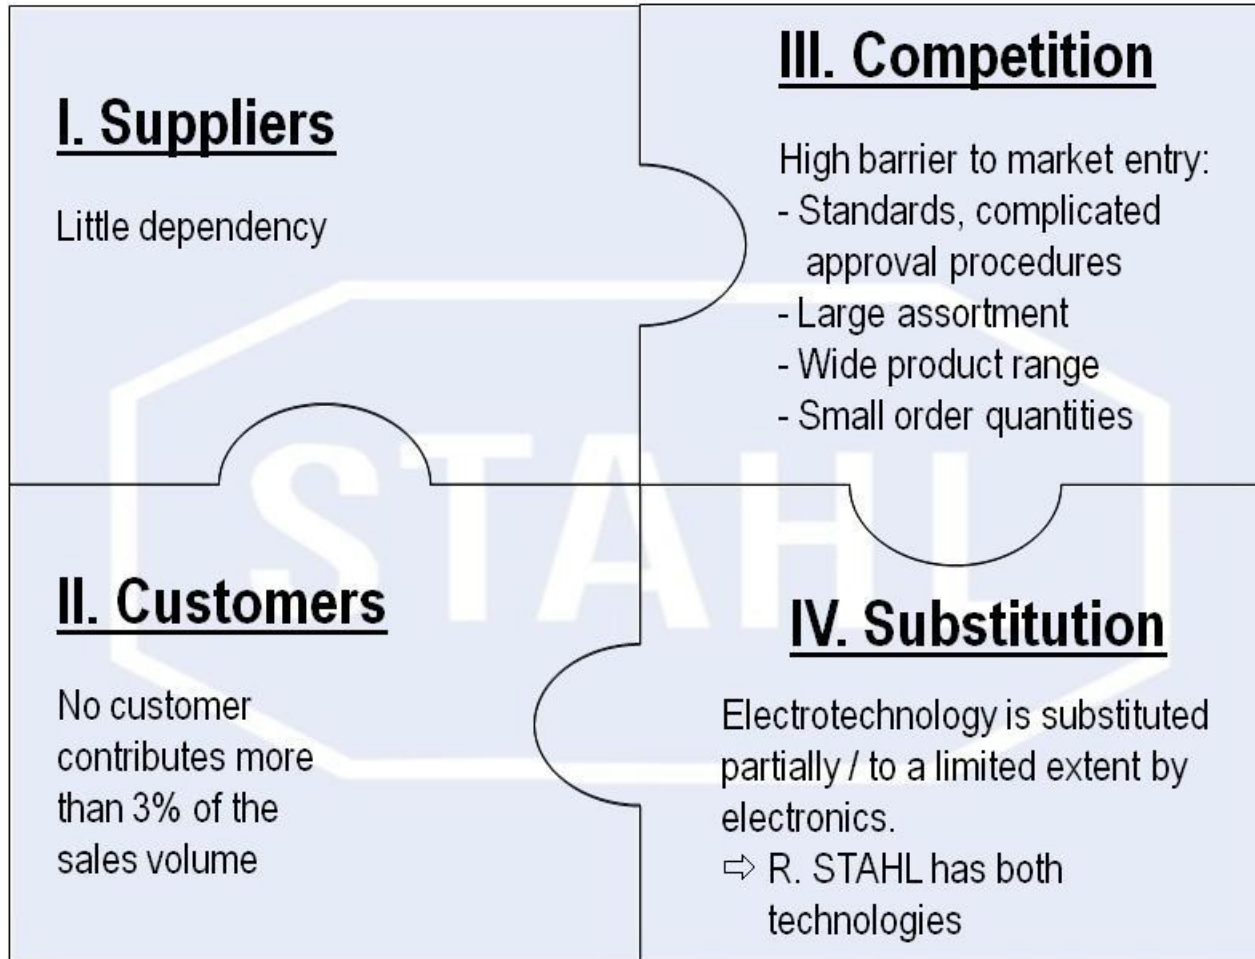 I. Suppliers
Little dependency
II. Customers
No customer
contributes more
than 3% of the
sales volume
III. Competition
High barrier to market entry:
- Standards, complicated
approval procedures
- Large assortment
- Wide product range
- Small order quantities
IV. Substitution
Electrotechnology is substituted
partially / to a limited extent by
electronics.
⇨ R. STAHL has both
technologies
STAHL